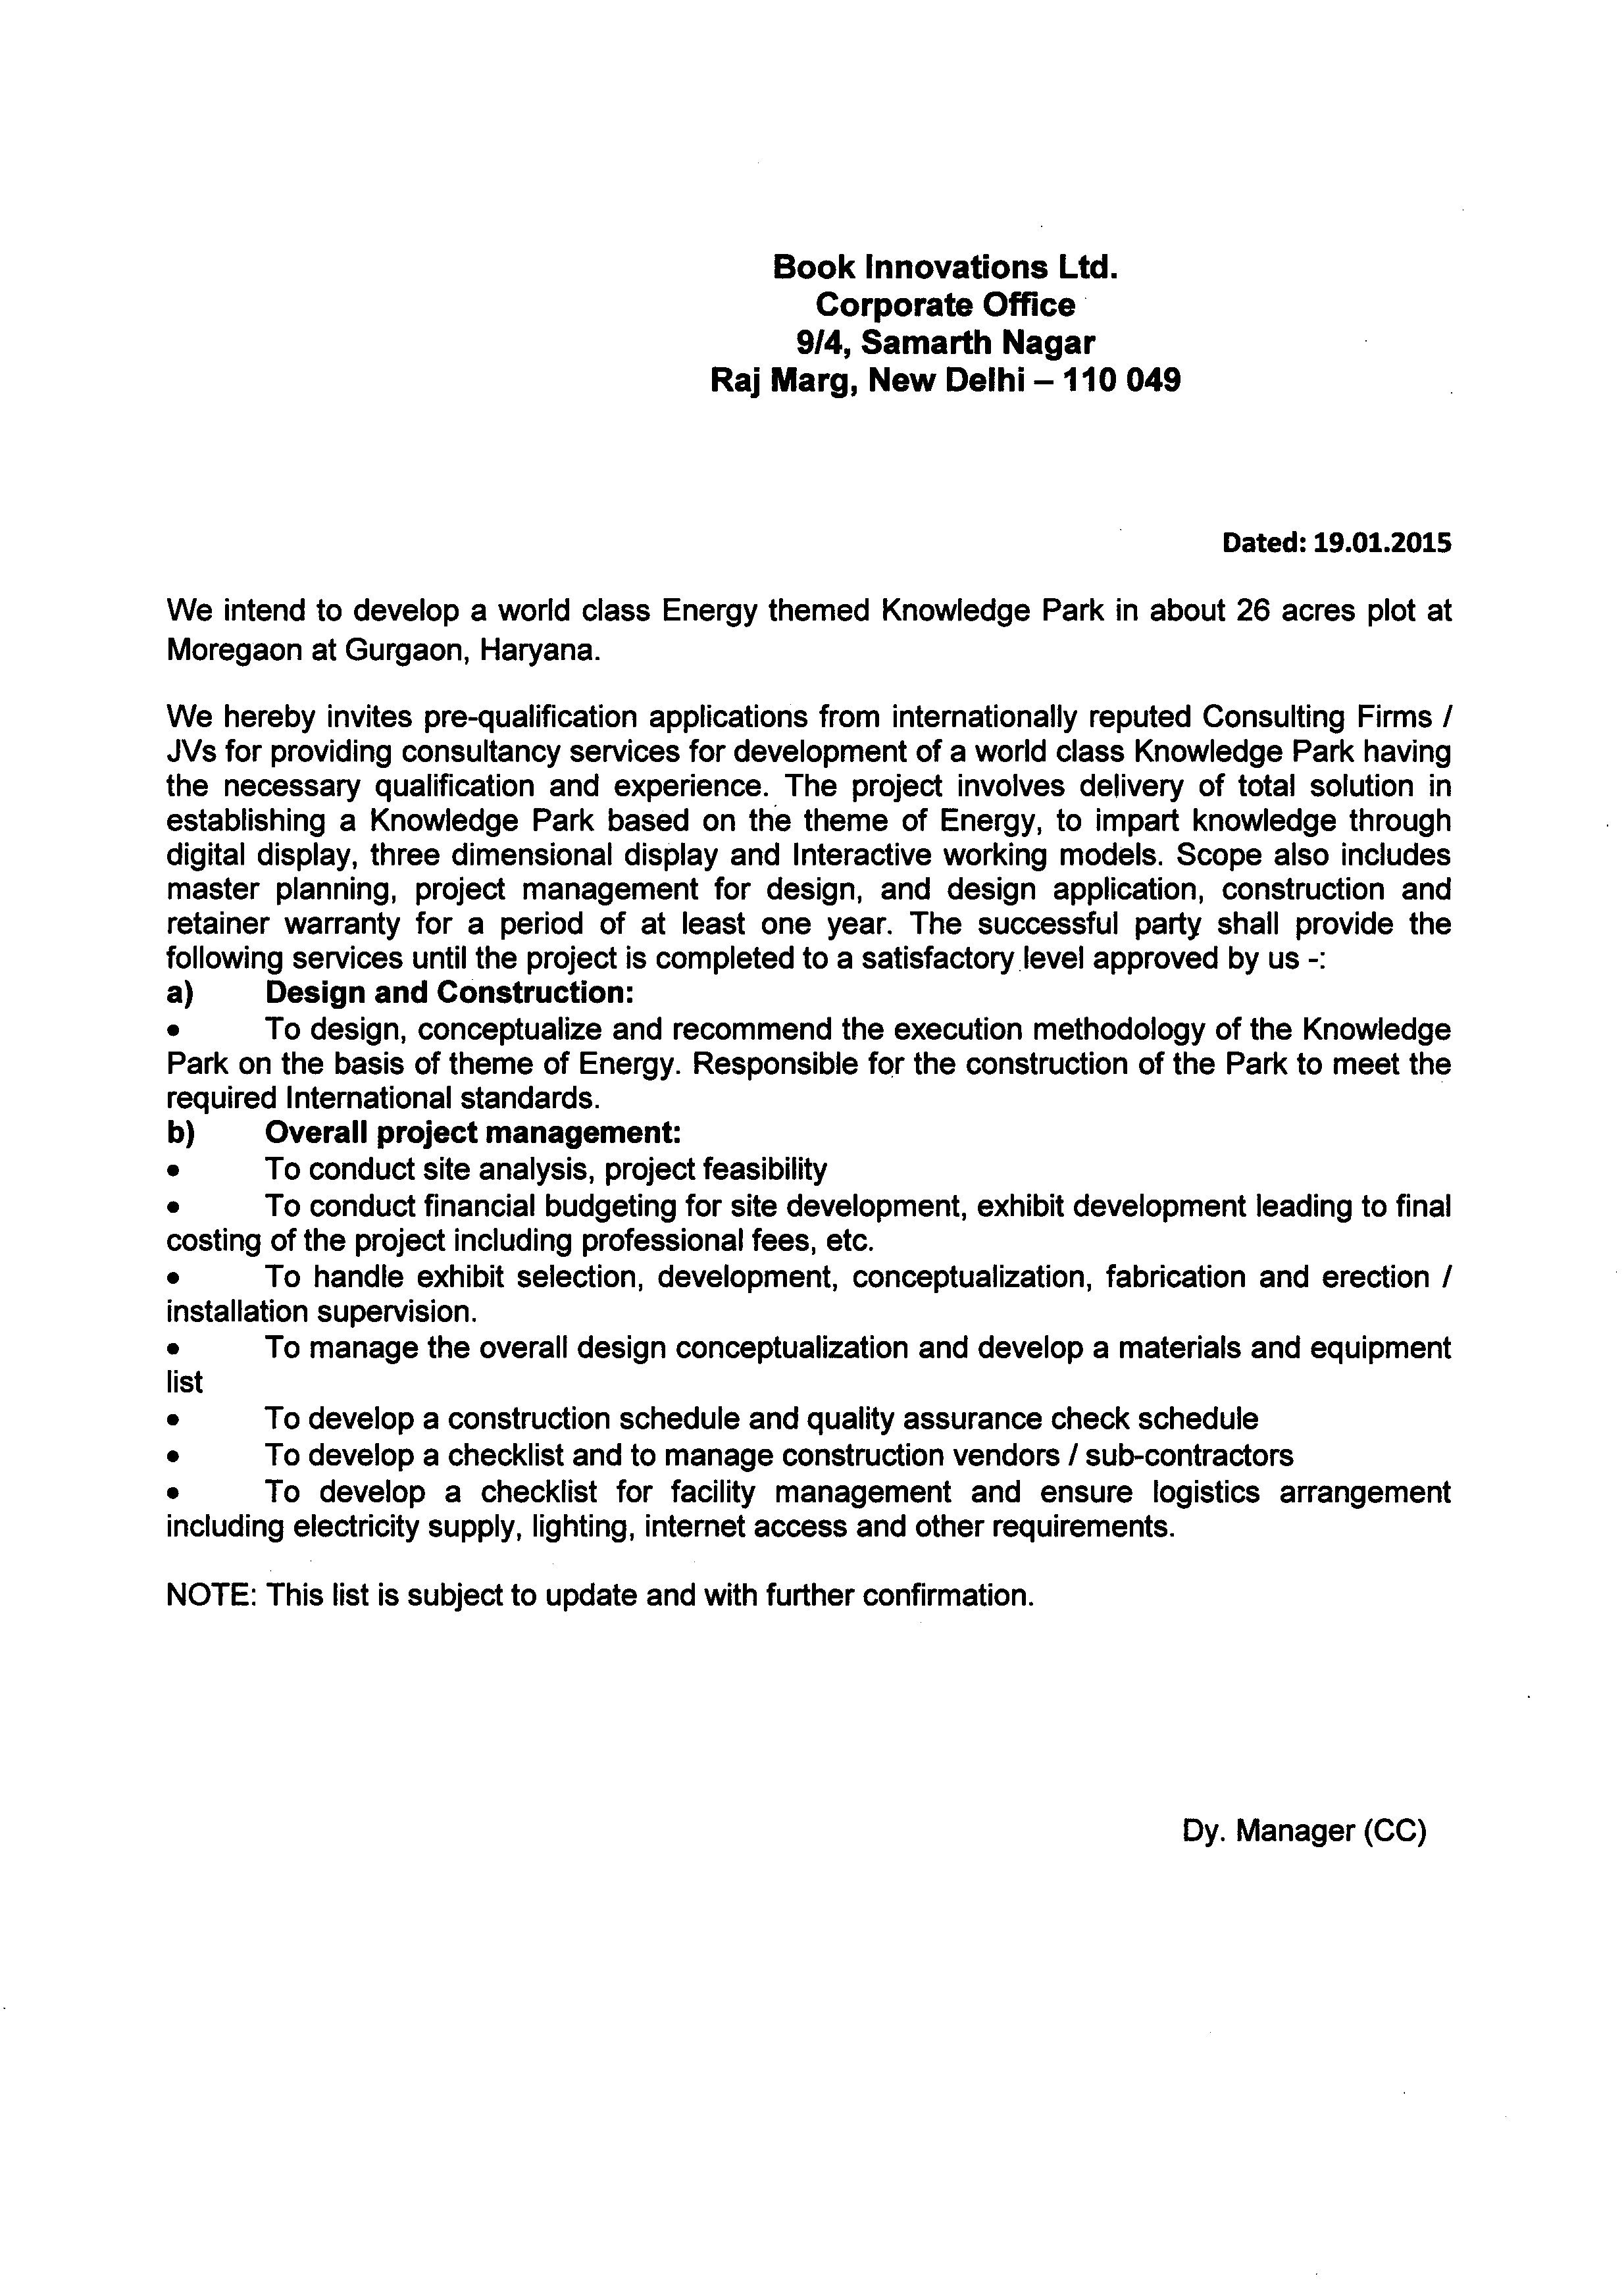 Book Innovations Ltd.
Corporate Office
9/4, Samarth Nagar
Raj Marg, New Delhi – 110 049
Dated: 19.01.2015
We intend to develop a world class Energy themed Knowledge Park in about 26 acres plot at
Moregaon at Gurgaon, Haryana.
We hereby invites pre-qualification applications from internationally reputed Consulting Firms /
JVs for providing consultancy services for development of a world class Knowledge Park having
the necessary qualification and experience. The project involves delivery of total solution in
establishing a Knowledge Park based on the theme of Energy, to impart knowledge through
digital display, three dimensional display and Interactive working models. Scope also includes
master planning, project management for design, and design application, construction and
retainer warranty for a period of at least one year. The successful party shall provide the
following services until the project is completed to a satisfactory level approved by us -:
a) Design and Construction:
• To design, conceptualize and recommend the execution methodology of the Knowledge
Park on the basis of theme of Energy. Responsible for the construction of the Park to meet the
required International standards.
b) Overall project management:
• To conduct site analysis, project feasibility
• To conduct financial budgeting for site development, exhibit development leading to final
costing of the project including professional fees, etc.
• To handle exhibit selection, development, conceptualization, fabrication and erection /
installation supervision.
• To manage the overall design conceptualization and develop a materials and equipment
list
• To develop a construction schedule and quality assurance check schedule
• To develop a checklist and to manage construction vendors / sub-contractors
• To develop a checklist for facility management and ensure logistics arrangement
including electricity supply, lighting, internet access and other requirements.
NOTE: This list is subject to update and with further confirmation.
Dy. Manager (CC)